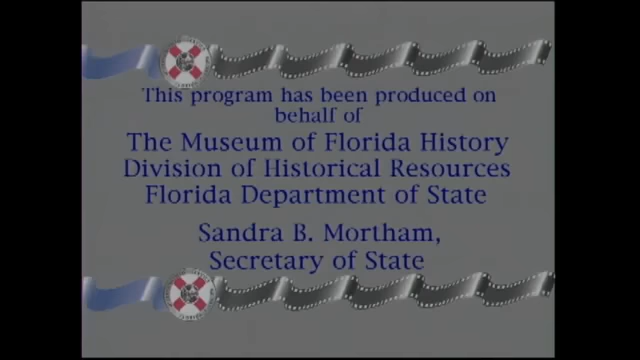 This program has been produced on
behalf of
The Museum of Florida History
Division of Historical Resources
Florida Department of State
Sandra B. Mortham,
Secretary of State